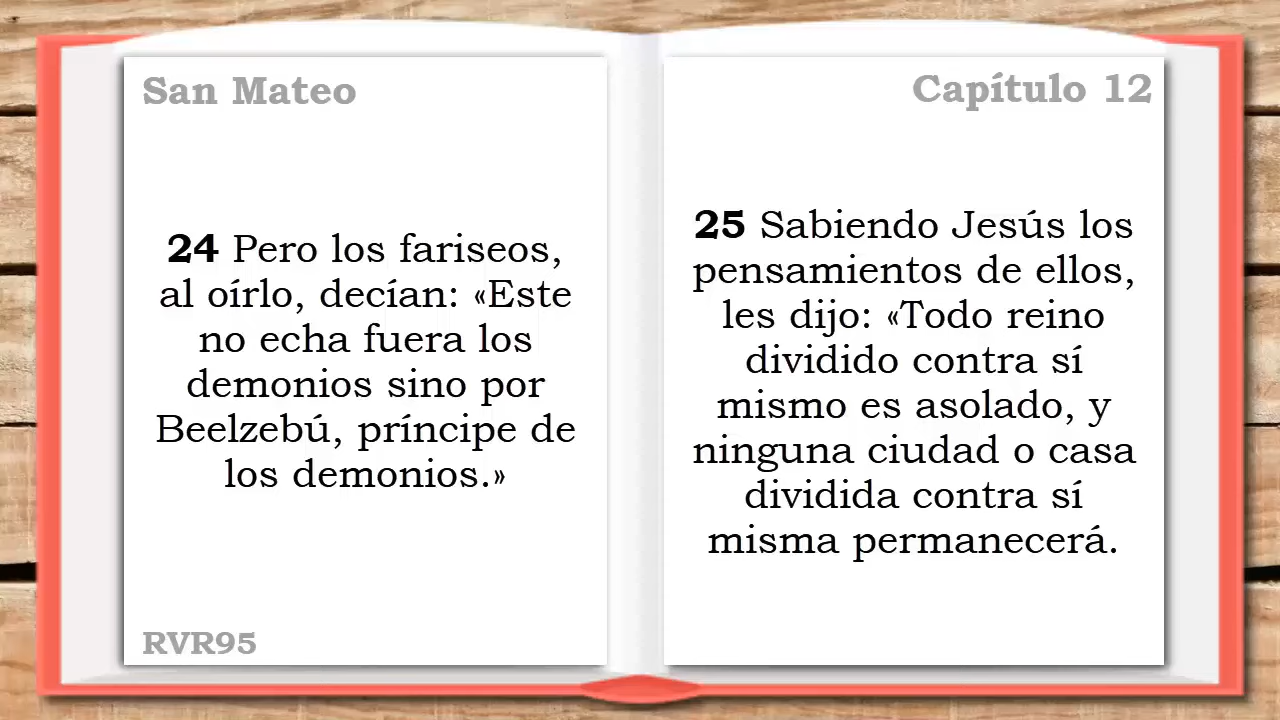 San Mateo
24 Pero los fariseos,
al oírlo, decían: «Este
no echa fuera los
demonios sino por
Beelzebú, príncipe de
los demonios.»
RVR95
Capítulo 12
25 Sabiendo Jesús los
pensamientos de ellos,
les dijo: «Todo reino
dividido contra sí
mismo es asolado, y
ninguna ciudad o casa
dividida contra sí
misma permanecerá.